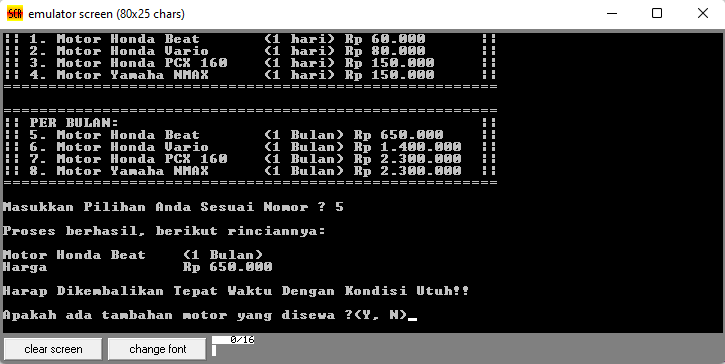 emulator screen (80x25 chars)
|| 1. Motor Honda Beat (1 hari) Rp 60.000 ||
|| 2. Motor Honda Vario (1 hari) Rp 80.000 ||
|| 3. Motor Honda PCX 160 (1 hari) Rp 150.000 ||
|| 4. Motor Yamaha NMAX (1 hari) Rp 150.000 ||
=======================================================
=======================================================
|| PER BULAN: ||
|| 5. Motor Honda Beat (1 Bulan) Rp 650.000 ||
|| 6. Motor Honda Vario (1 Bulan) Rp 1.400.000 ||
|| 7. Motor Honda PCX 160 (1 Bulan) Rp 2.300.000 ||
|| 8. Motor Yamaha NMAX (1 Bulan) Rp 2.300.000 ||
=======================================================
Masukkan Pilihan Anda Sesuai Nomor ? 5
Proses berhasil, berikut rinciannya:
Motor Honda Beat (1 Bulan)
Harga Rp 650.000
Harap Dikembalikan Tepat Waktu Dengan Kondisi Utuh!!
Apakah ada tambahan motor yang disewa ?(Y, N)_
clear screen change font 0/16